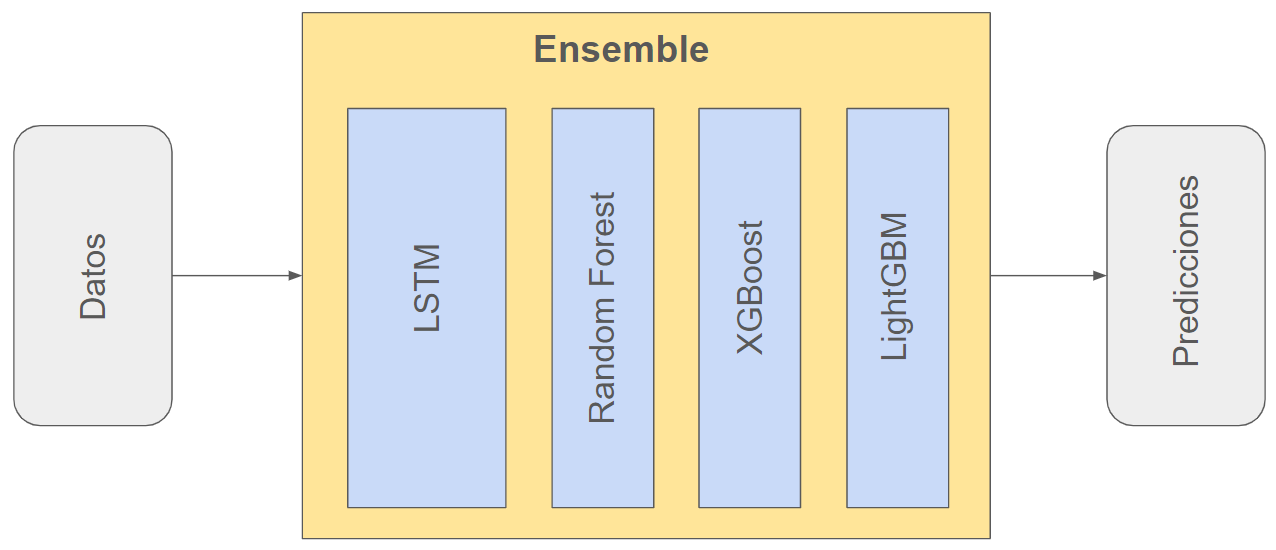 Ensemble
Datos
LSTM
Random Forest
XGBoost
LightGBM
Predicciones